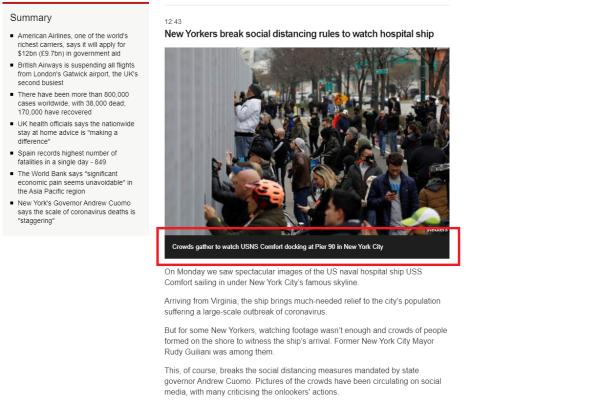 Summary
American Airlines, one of the world's
richest carriers, says it will apply for
$12bn (£9.7bn) in government aid
British Airways is suspending all flights
from London's Gatwick airport, the UK's
second busiest
There have been more than 800,000
cases worldwide, with 38,000 dead;
170,000 have recovered
UK health officials says the nationwide
stay at home advice is "making a
difference"
Spain records highest number of
fatalities in a single day - 849
The World Bank says "significant
economic pain seems unavoidable" in
the Asia Pacific region
New York's Governor Andrew Cuomo
says the scale of coronavirus deaths is
"staggering"
12:43
New Yorkers break social distancing rules to watch hospital ship
Crowds gather to watch USNS Comfort docking at Pier 90 in New York City
On Monday we saw spectacular images of the US naval hospital ship USS
Comfort sailing in under New York City's famous skyline.
Arriving from Virginia, the ship brings much-needed relief to the city's population
suffering a large-scale outbreak of coronavirus.
But for some New Yorkers, watching footage wasn't enough and crowds of people
formed on the shore to witness the ship's arrival. Former New York City Mayor
Rudy Guiliani was among them.
This, of course, breaks the social distancing measures mandated by state
governor Andrew Cuomo. Pictures of the crowds have been circulating on social
media, with many criticising the onlookers' actions.